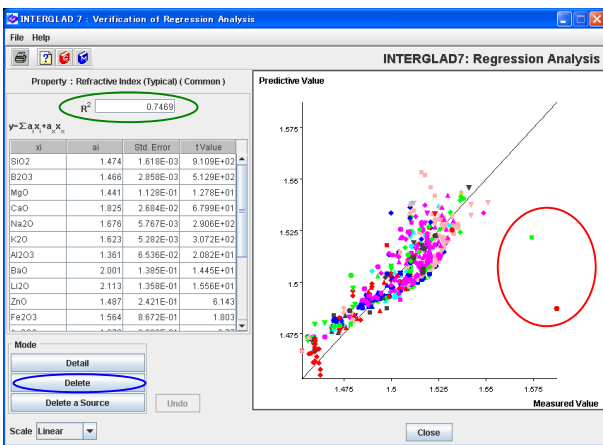 INTERGLAD 7 : Verification of Regression Analysis
File Help
INTERGLAD7: Regression Analysis
Property : Refractive Index (Typical) ( Common )
R2 0.7469
y=Σaixi+axxx
xi ai Std. Error t Value
SiO2 1.474 1.618E-03 9.109E+02
B2O3 1.466 2.858E-03 5.129E+02
MgO 1.441 1.128E-01 1.278E+01
CaO 1.825 2.684E-02 6.799E+01
Na2O 1.676 5.767E-03 2.906E+02
K2O 1.623 5.282E-03 3.072E+02
Al2O3 1.361 6.536E-02 2.082E+01
BaO 2.001 1.385E-01 1.445E+01
Li2O 2.113 1.358E-01 1.556E+01
ZnO 1.487 2.421E-01 6.143
Fe2O3 1.564 8.672E-01 1.803
Mode
Detail
Delete
Delete a Source Undo
Scale Linear
Predictive Value
1.575
1.55
1.525
1.5
1.475
1.475 1.5 1.525 1.55 1.575
Measured Value
Close